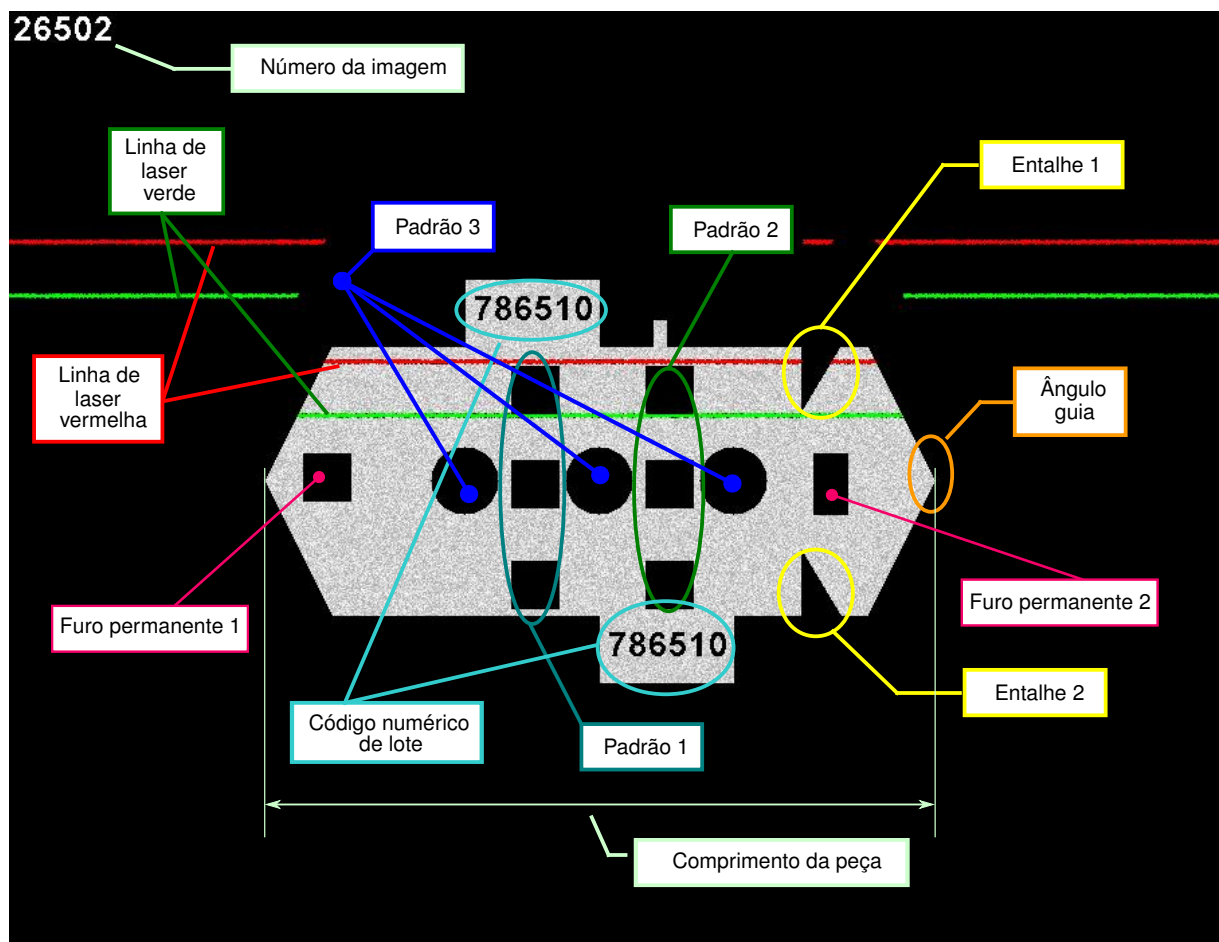 26502
Número da imagem
Linha de
laser
verde
Entalhe 1
Padrão 3
Padrão 2
786510
Linha de
laser
vermelha
Ângulo
guia
Furo permanente 1
Furo permanente 2
786510
Entalhe 2
Código numérico
de lote
Padrão 1
Comprimento da peça